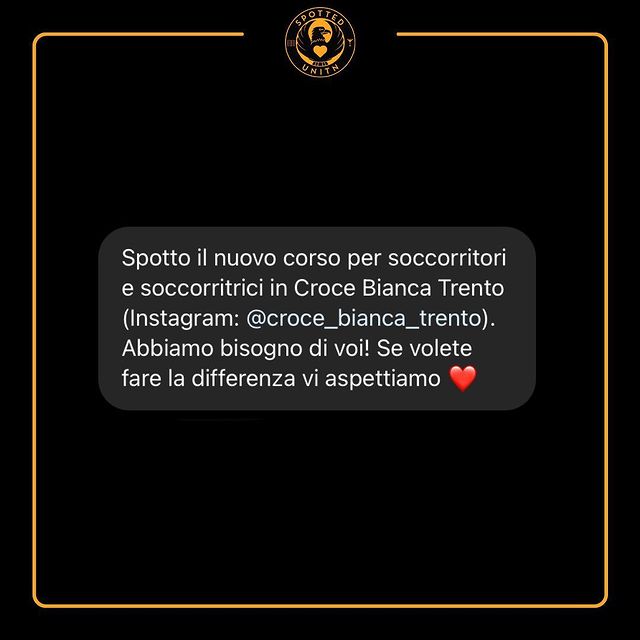 SPOTTED
UNITN
Spotto il nuovo corso per soccorritori
e soccorritrici in Croce Bianca Trento
(Instagram: @croce_bianca_trento).
Abbiamo bisogno di voi! Se volete
fare la differenza vi aspettiamo ❤️